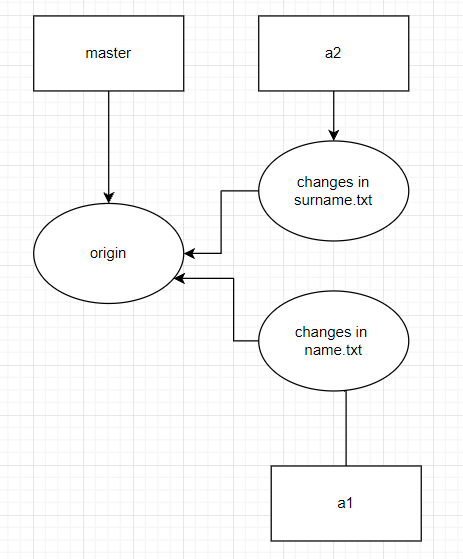 master
a2
changes in
surname.txt
origin
changes in
name.txt
a1